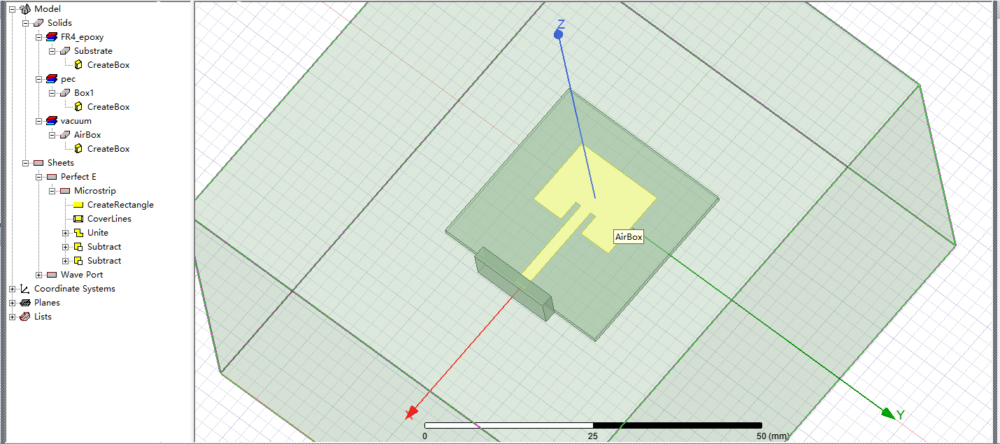 Model
Solids
FR4_epoxy
Substrate
CreateBox
pec
Box1
CreateBox
vacuum
AirBox
CreateBox
Sheets
Perfect E
Microstrip
CreateRectangle
CoverLines
Unite
Subtract
Subtract
Wave Port
Coordinate Systems
Planes
Lists
Z
AirBox
X
Y
0
25
50 (mm)